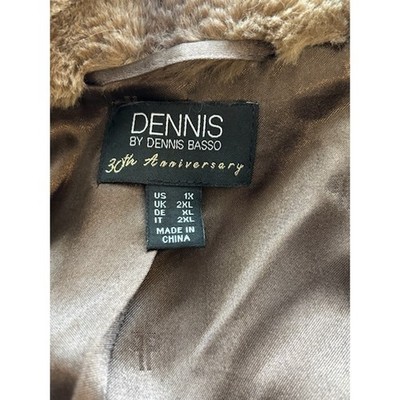 DENNIS
BY DENNIS BASSO
30th Anniversary
US 1X
UK 2XL
DE XL
IT 2XL
MADE IN
CHINA